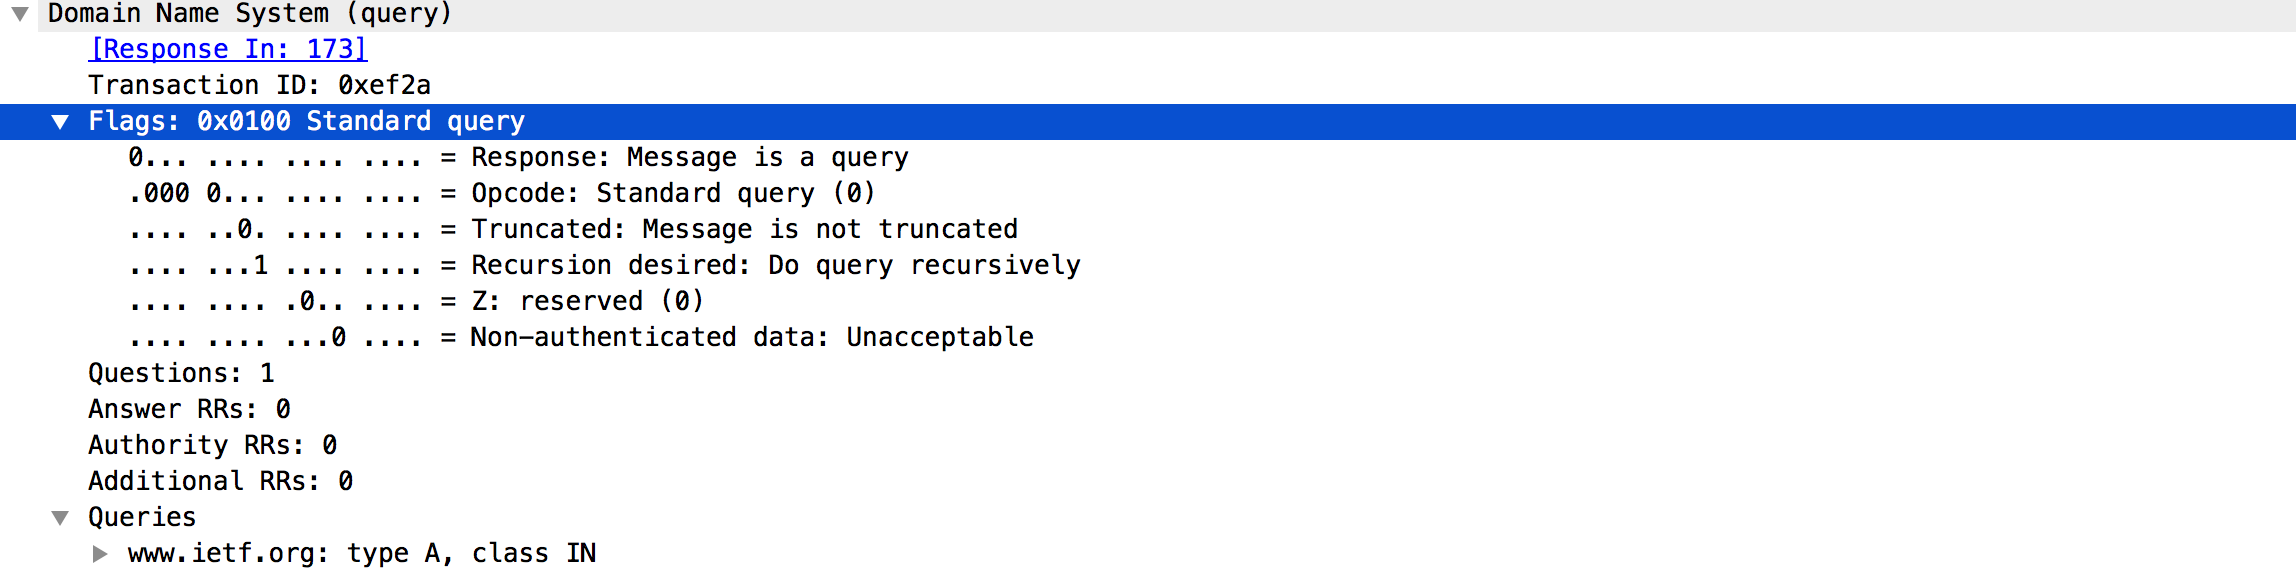 Domain Name System (query)
[Response In: 173]
Transaction ID: 0xef2a
Flags: 0x0100 Standard query
0... .... .... .... = Response: Message is a query
.000 0... .... .... = Opcode: Standard query (0)
.... ..0. .... .... = Truncated: Message is not truncated
.... ...1 .... .... = Recursion desired: Do query recursively
.... .... .0.. .... = Z: reserved (0)
.... .... ...0 .... = Non-authenticated data: Unacceptable
Questions: 1
Answer RRs: 0
Authority RRs: 0
Additional RRs: 0
Queries
www.ietf.org: type A, class IN